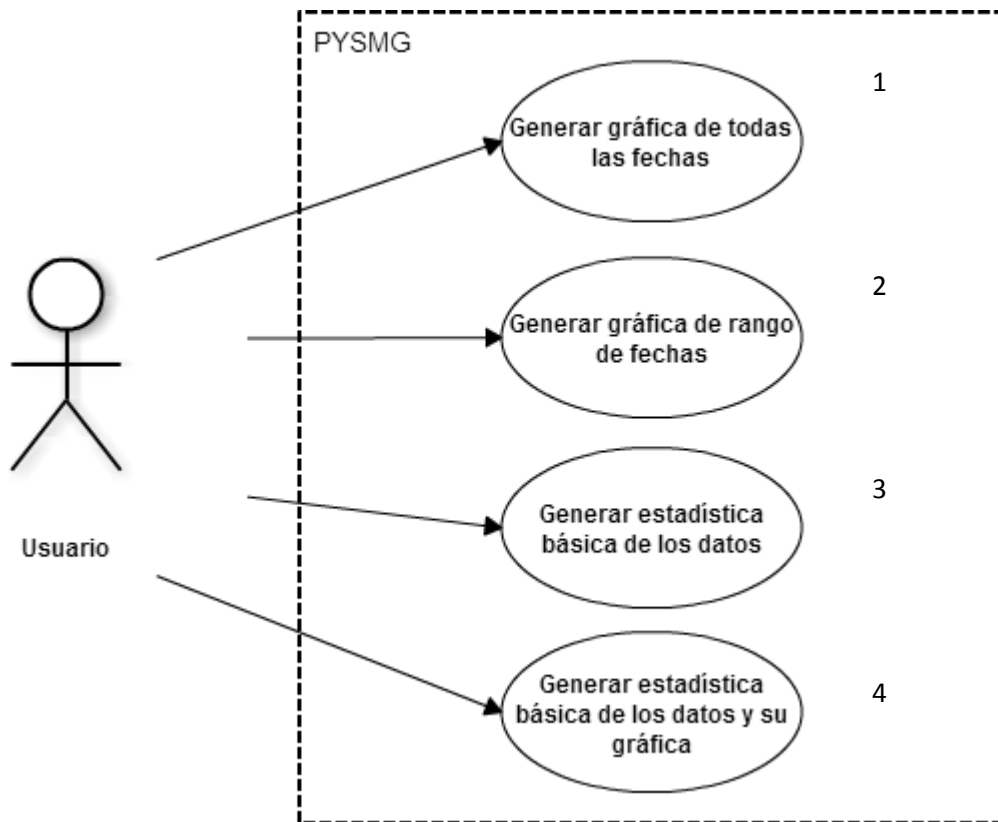 PYSMG
1
Generar gráfica de todas
las fechas
2
Generar gráfica de rango
de fechas
3
Generar estadística
básica de los datos
Usuario
4
Generar estadística
básica de los datos y su
gráfica